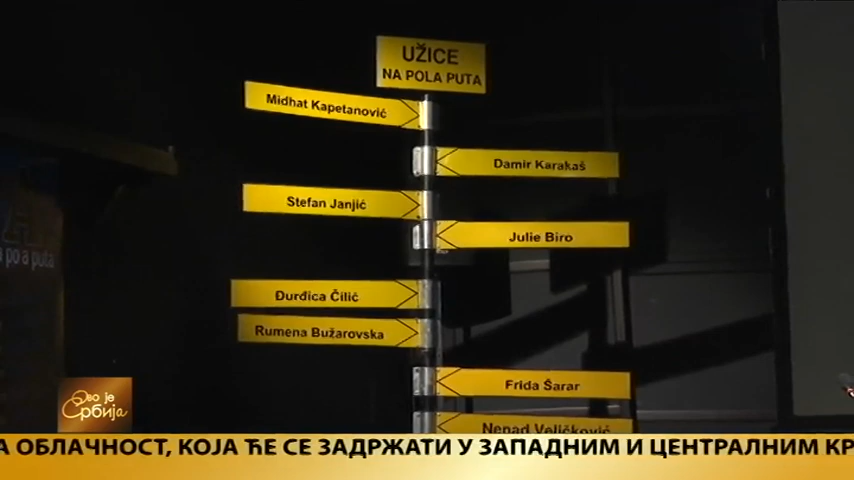 UŽICE
NA POLA PUTA
Midhat Kapetanović
Damir Karakaš
Stefan Janjić
Julie Biro
Đurđica Čilić
Rumena Bužarovska
Frida Šarar
Nenad Veličković
po a puta
Ово је
Србија
А ОБЛАЧНОСТ, КОЈА ЋЕ СЕ ЗАДРЖАТИ У ЗАПАДНИМ И ЦЕНТРАЛНИМ КР